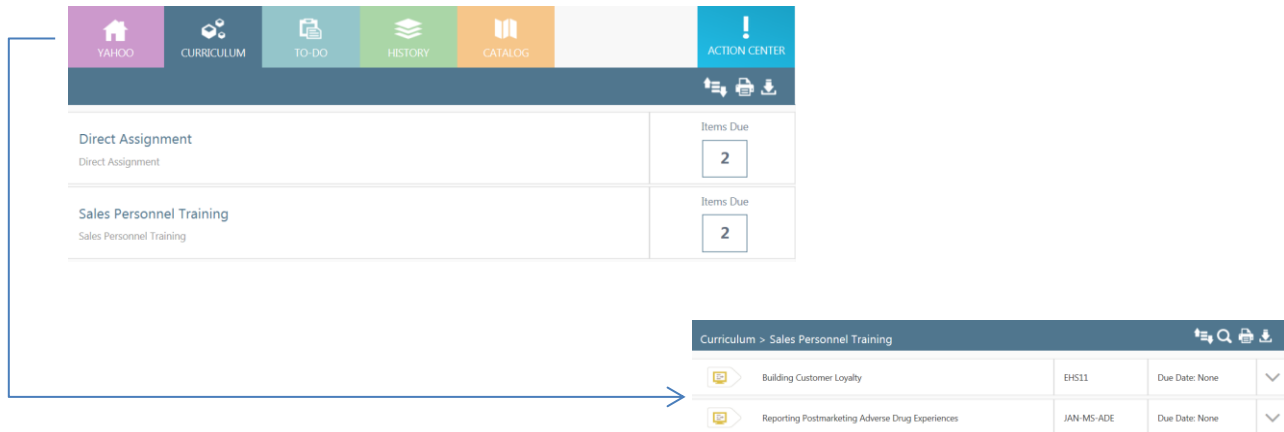 YAHOO
CURRICULUM
TO-DO
HISTORY
CATALOG
ACTION CENTER
Direct Assignment
Direct Assignment
Items Due
2
Sales Personnel Training
Sales Personnel Training
Items Due
2
Curriculum > Sales Personnel Training
Building Customer Loyalty EHS11 Due Date: None
Reporting Postmarketing Adverse Drug Experiences JAN-MS-ADE Due Date: None